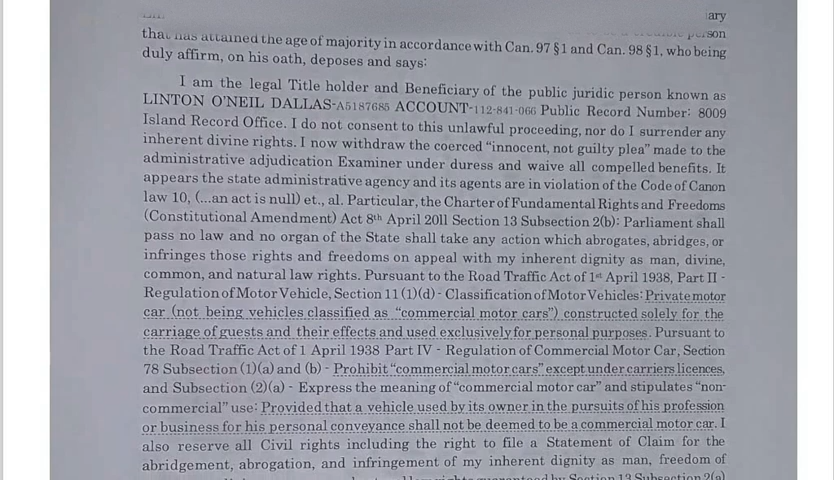 ary
person
that has attained the age of majority in accordance with Can. 97 §1 and Can. 98 §1, who being
duly affirm, on his oath, deposes and says:
I am the legal Title holder and Beneficiary of the public juridic person known as
LINTON O'NEIL DALLAS-A5187685 ACCOUNT-112-841-066 Public Record Number: 8009
Island Record Office. I do not consent to this unlawful proceeding, nor do I surrender any
inherent divine rights. I now withdraw the coerced “innocent, not guilty plea” made to the
administrative adjudication Examiner under duress and waive all compelled benefits. It
appears the state administrative agency and its agents are in violation of the Code of Canon
law 10, (...an act is null) et., al. Particular, the Charter of Fundamental Rights and Freedoms
(Constitutional Amendment) Act 8th April 2011 Section 13 Subsection 2(b): Parliament shall
pass no law and no organ of the State shall take any action which abrogates, abridges, or
infringes those rights and freedoms on appeal with my inherent dignity as man, divine,
common, and natural law rights. Pursuant to the Road Traffic Act of 1st April 1938, Part II -
Regulation of Motor Vehicle, Section 11 (1)(d) - Classification of Motor Vehicles: Private motor
car (not being vehicles classified as “commercial motor cars”) constructed solely for the
carriage of guests and their effects and used exclusively for personal purposes. Pursuant to
the Road Traffic Act of 1 April 1938 Part IV - Regulation of Commercial Motor Car, Section
78 Subsection (1)(a) and (b) - Prohibit “commercial motor cars” except under carriers licences,
and Subsection (2)(a) - Express the meaning of “commercial motor car” and stipulates “non-
commercial” use: Provided that a vehicle used by its owner in the pursuits of his profession
or business for his personal conveyance shall not be deemed to be a commercial motor car. I
also reserve all Civil rights including the right to file a Statement of Claim for the
abridgement, abrogation, and infringement of my inherent dignity as man, freedom of
rights guaranteed by Section 13 Subsection 2(a)